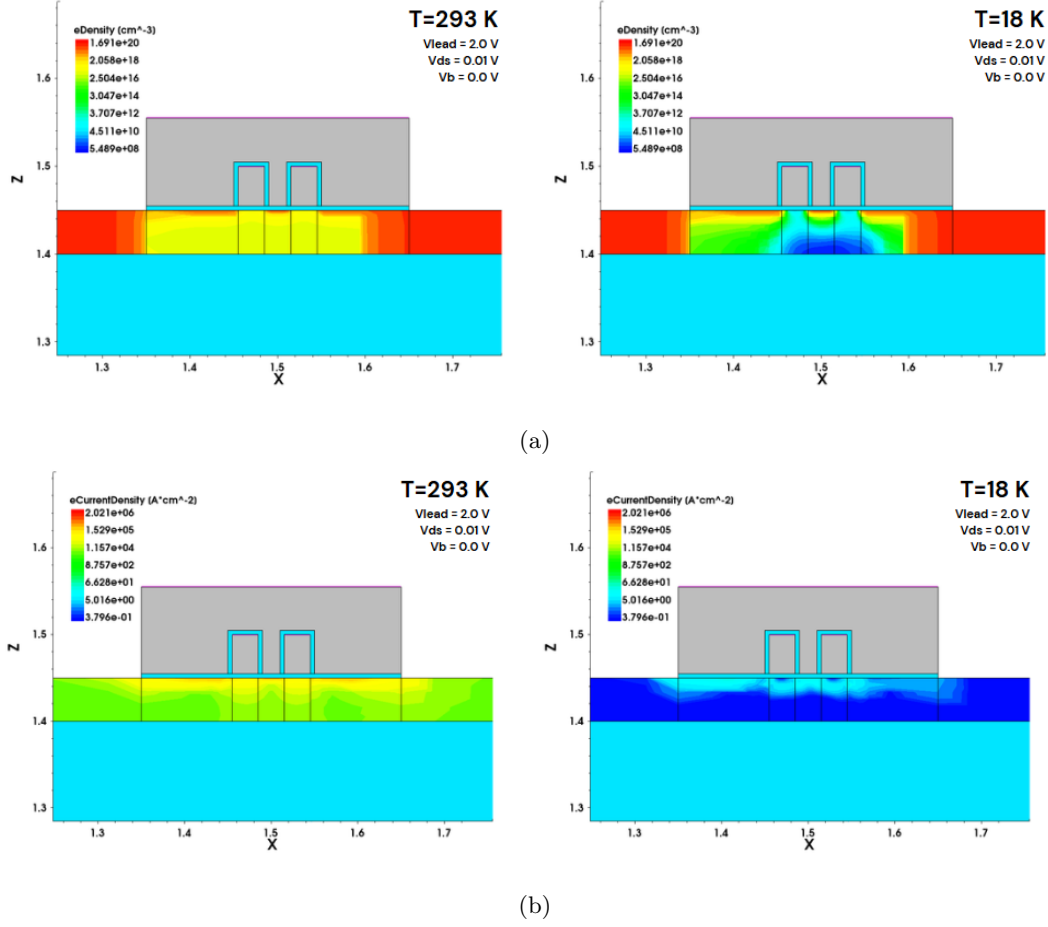 T=293 K
Vlead = 2.0 V
Vds = 0.01 V
Vb = 0.0 V
eDensity (cm^-3)
1.691e+20
2.058e+18
2.504e+16
3.047e+14
3.707e+12
4.511e+10
5.489e+08
1.6
1.5
1.4
1.3
Z
1.3
1.4
1.5
1.6
1.7
X
T=18 K
Vlead = 2.0 V
Vds = 0.01 V
Vb = 0.0 V
eDensity (cm^-3)
1.691e+20
2.058e+18
2.504e+16
3.047e+14
3.707e+12
4.511e+10
5.489e+08
1.6
1.5
1.4
1.3
Z
1.3
1.4
1.5
1.6
1.7
X
(a)
T=293 K
Vlead = 2.0 V
Vds = 0.01 V
Vb = 0.0 V
eCurrentDensity (A*cm^-2)
2.021e+06
1.529e+05
1.157e+04
8.757e+02
6.628e+01
5.016e+00
3.796e-01
1.6
1.5
1.4
1.3
Z
1.3
1.4
1.5
1.6
1.7
X
T=18 K
Vlead = 2.0 V
Vds = 0.01 V
Vb = 0.0 V
eCurrentDensity (A*cm^-2)
2.021e+06
1.529e+05
1.157e+04
8.757e+02
6.628e+01
5.016e+00
3.796e-01
1.6
1.5
1.4
1.3
Z
1.3
1.4
1.5
1.6
1.7
X
(b)